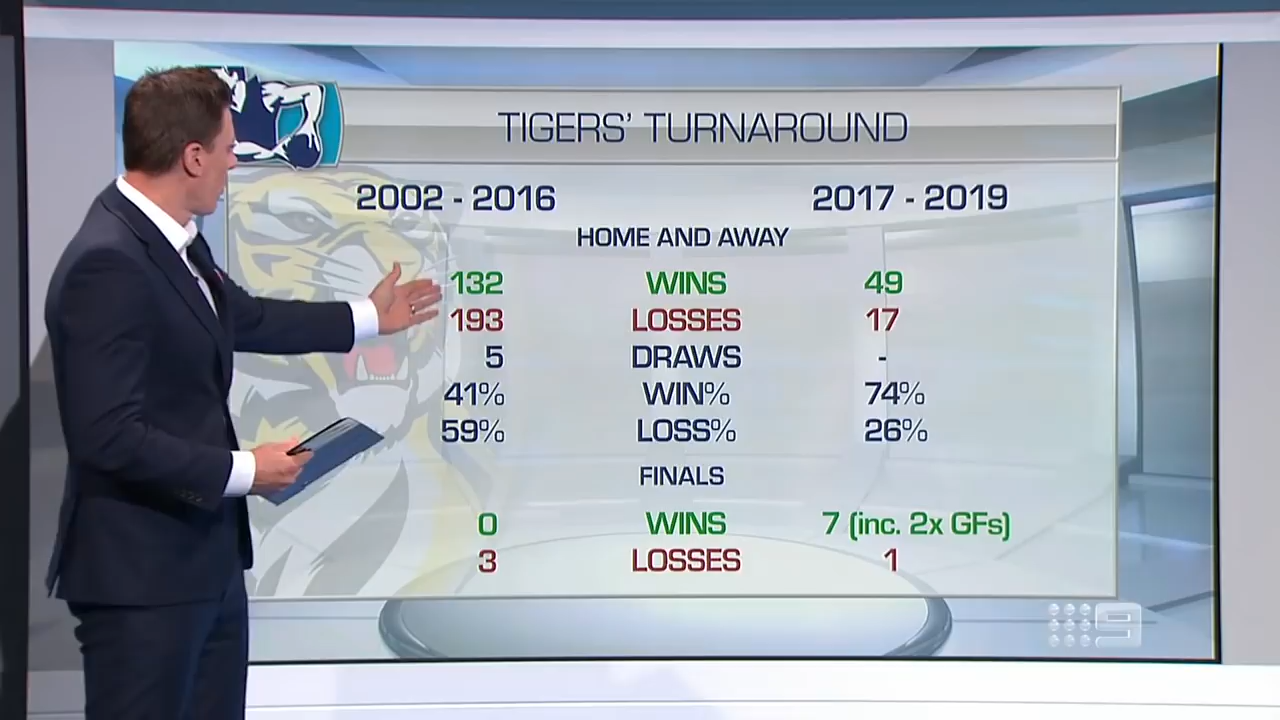 TIGERS' TURNAROUND
2002 - 2016 2017 - 2019
HOME AND AWAY
132 WINS 49
193 LOSSES 17
5 DRAWS -
41% WIN% 74%
59% LOSS% 26%
FINALS
0 WINS 7 (inc. 2x GFs)
3 LOSSES 1
9